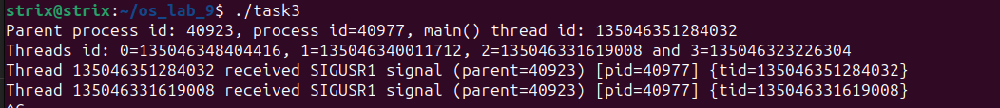 strix@strix:~/os_lab_9$ ./task3
Parent process id: 40923, process id=40977, main() thread id: 135046351284032
Threads id: 0=135046348404416, 1=135046340011712, 2=135046331619008 and 3=135046323226304
Thread 135046351284032 received SIGUSR1 signal (parent=40923) [pid=40977] {tid=135046351284032}
Thread 135046331619008 received SIGUSR1 signal (parent=40923) [pid=40977] {tid=135046331619008}